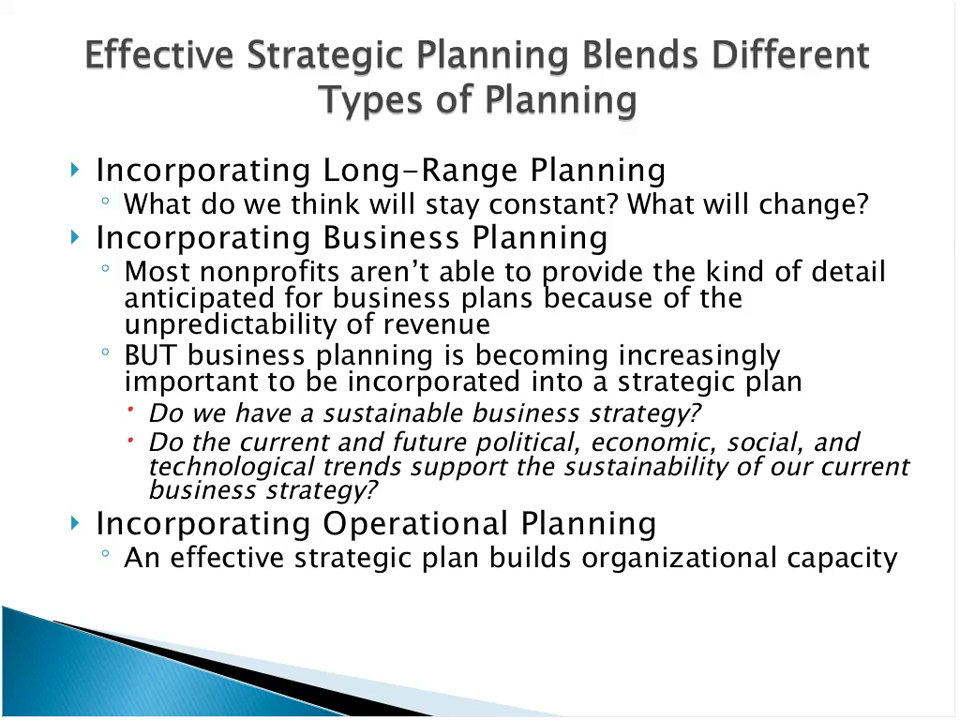 Effective Strategic Planning Blends Different
Types of Planning
Incorporating Long-Range Planning
What do we think will stay constant? What will change?
Incorporating Business Planning
Most nonprofits aren’t able to provide the kind of detail
anticipated for business plans because of the
unpredictability of revenue
BUT business planning is becoming increasingly
important to be incorporated into a strategic plan
Do we have a sustainable business strategy?
Do the current and future political, economic, social, and
technological trends support the sustainability of our current
business strategy?
Incorporating Operational Planning
An effective strategic plan builds organizational capacity